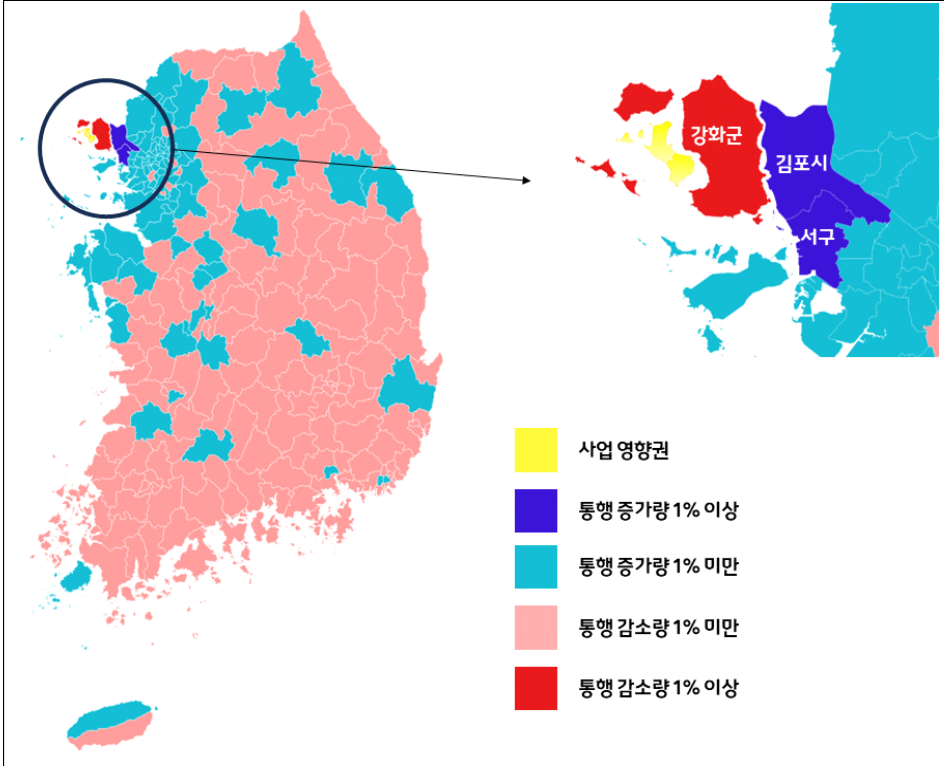 강화군
김포시
서구
사업 영향권
통행 증가량 1% 이상
통행 증가량 1% 미만
통행 감소량 1% 미만
통행 감소량 1% 이상